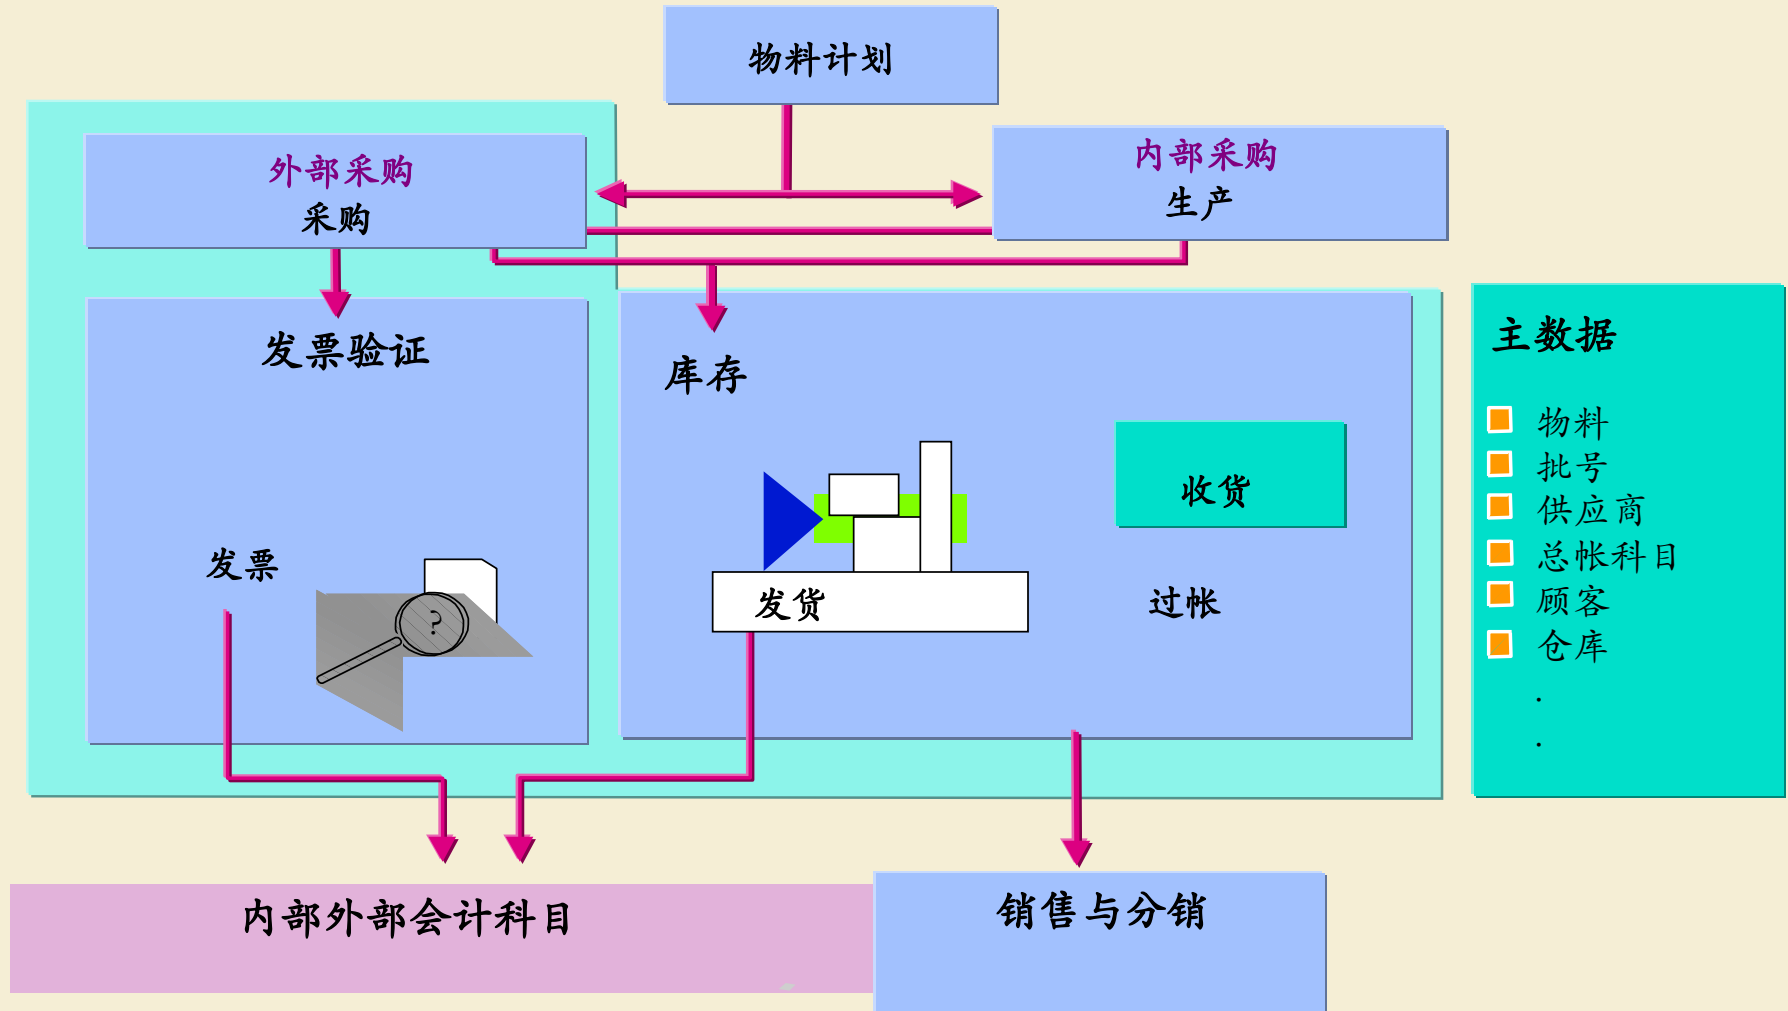 物料计划
外部采购
采购
内部采购
生产
发票验证
库存
收货
发票
?
发货
过帐
主数据
物料
批号
供应商
总帐科目
顾客
仓库
.
.
内部外部会计科目
销售与分销